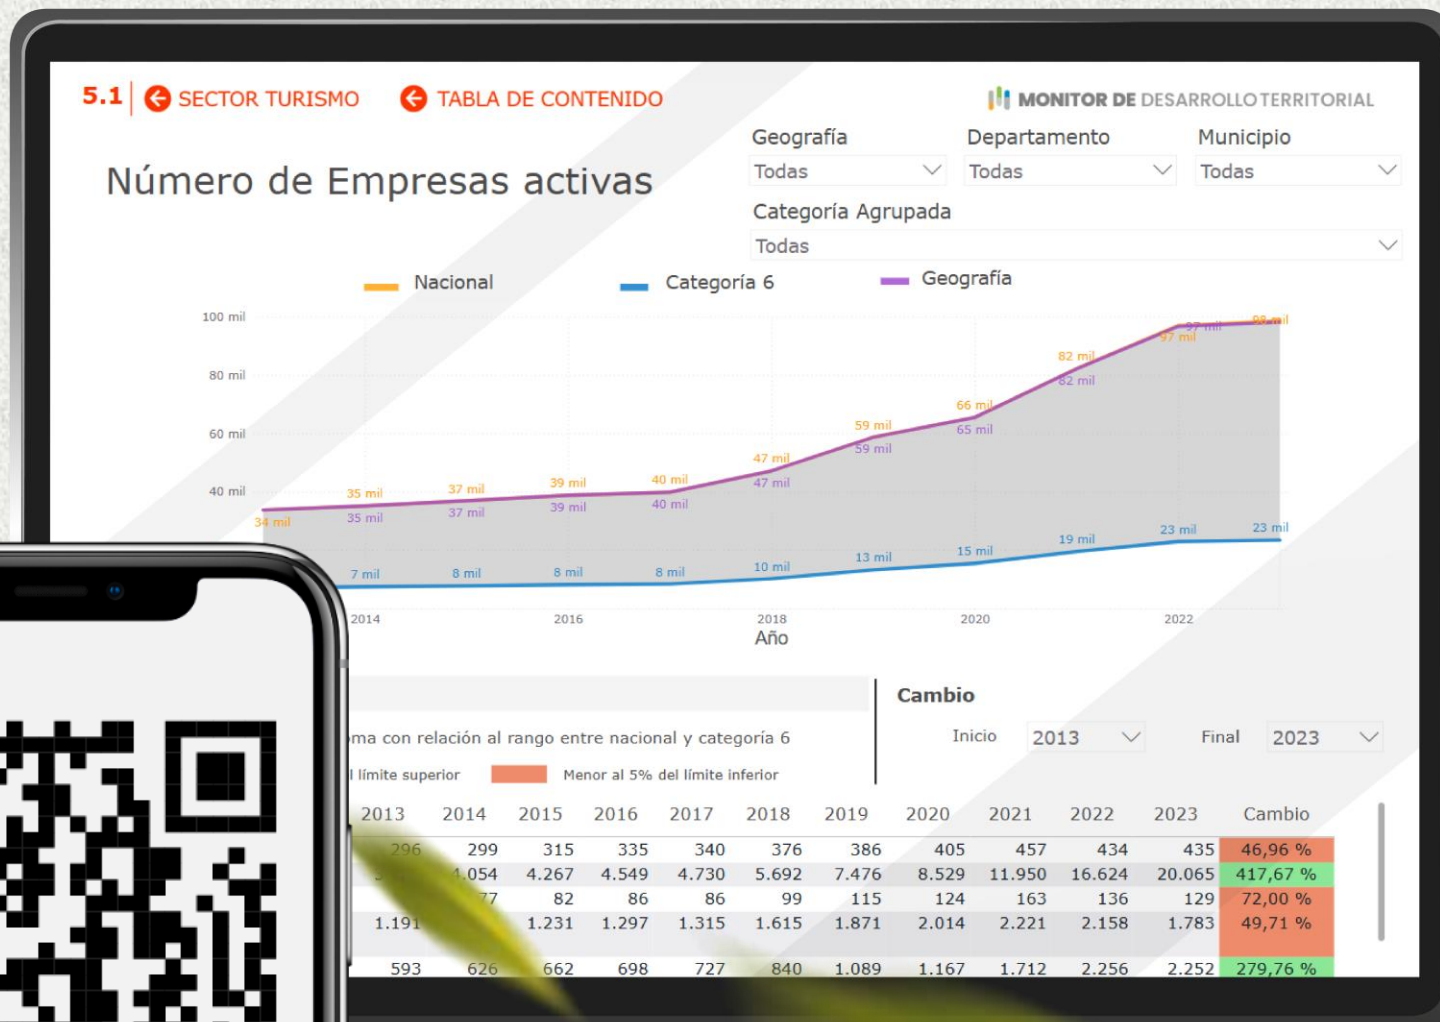 5.1 SECTOR TURISMO TABLA DE CONTENIDO
MONITOR DE DESARROLLO TERRITORIAL
Número de Empresas activas
Geografía Departamento Municipio
Todas Todas Todas
Categoría Agrupada
Todas
Nacional Categoría 6 Geografía
100 mil
80 mil
60 mil
40 mil
34 mil 35 mil 37 mil 39 mil 40 mil 47 mil 59 mil 66 mil 82 mil 97 mil 98 mil
35 mil 37 mil 39 mil 40 mil 47 mil 59 mil 65 mil 82 mil 97 mil
7 mil 8 mil 8 mil 8 mil 10 mil 13 mil 15 mil 19 mil 23 mil 23 mil
2014 2016 2018 2020 2022
Año
con relación al rango entre nacional y categoría 6
límite superior Menor al 5% del límite inferior
Cambio
Inicio 2013 Final 2023
2013 2014 2015 2016 2017 2018 2019 2020 2021 2022 2023 Cambio
296 299 315 335 340 376 386 405 457 434 435 46,96 %
4.054 4.267 4.549 4.730 5.692 7.476 8.529 11.950 16.624 20.065 417,67 %
82 86 86 99 115 124 163 136 129 72,00 %
1.191 1.231 1.297 1.315 1.615 1.871 2.014 2.221 2.158 1.783 49,71 %
593 626 662 698 727 840 1.089 1.167 1.712 2.256 2.252 279,76 %